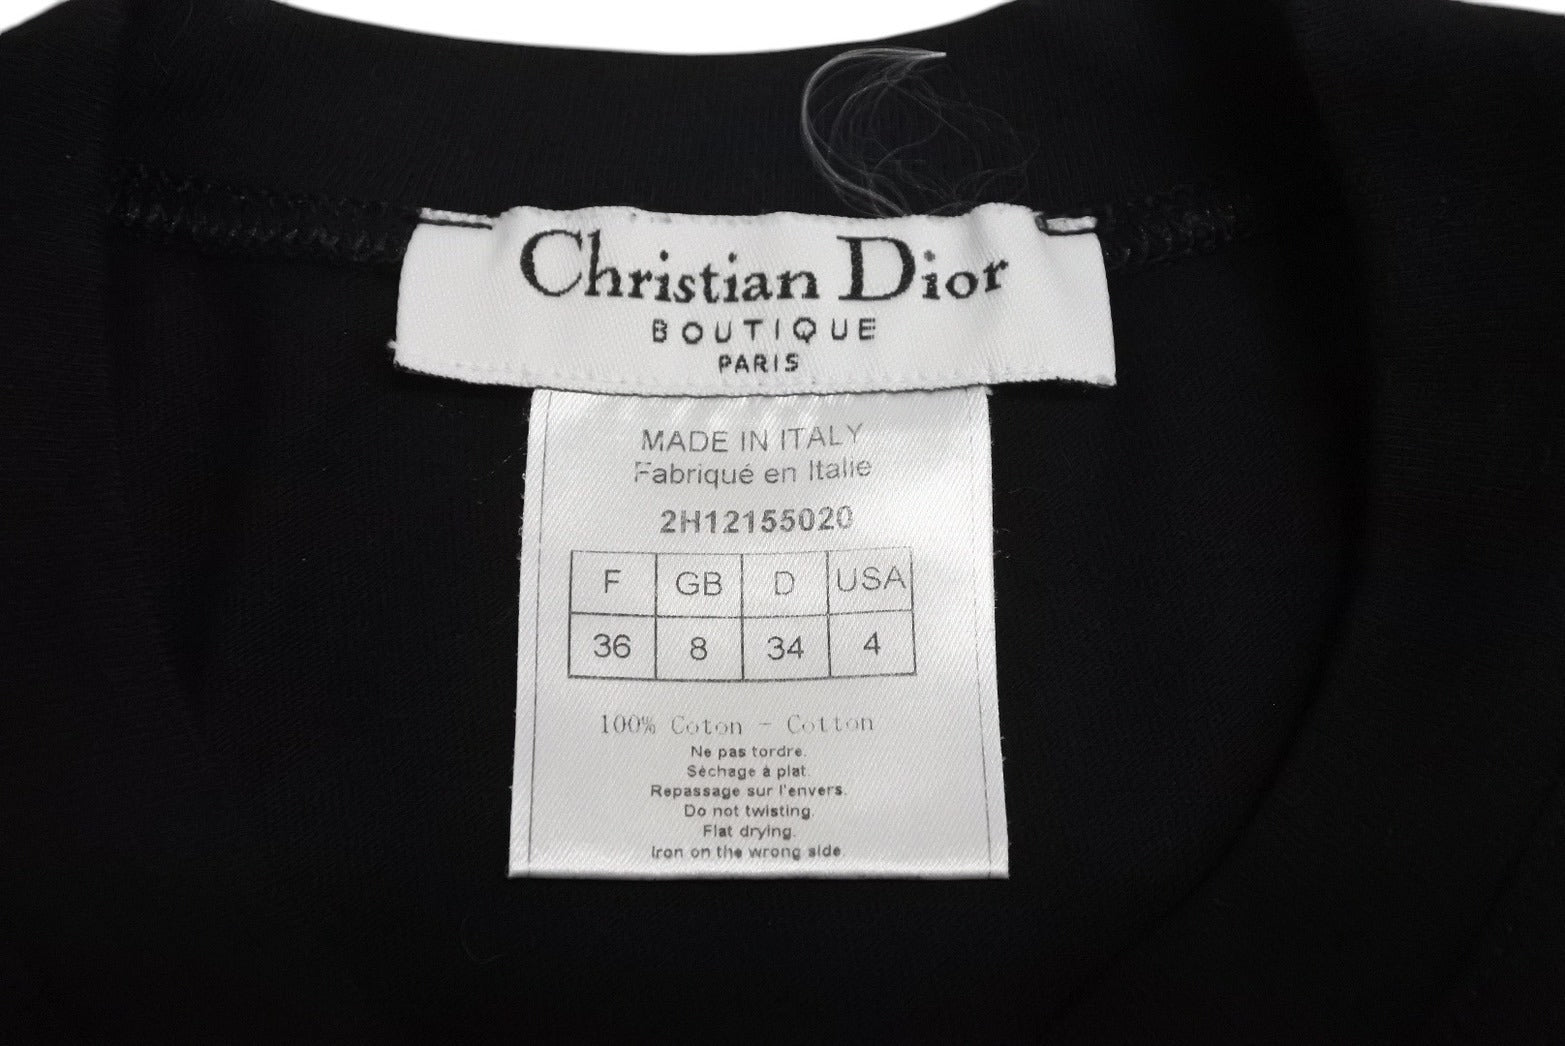 Christian Dior
BOUTIQUE
PARIS
MADE IN ITALY
Fabriqué en Italie
2H12155020
F GB D USA
36 8 34 4
100% Coton - Cotton
Ne pas tordre.
Séchage à plat.
Repassage sur l'envers.
Do not twisting.
Flat drying.
Iron on the wrong side